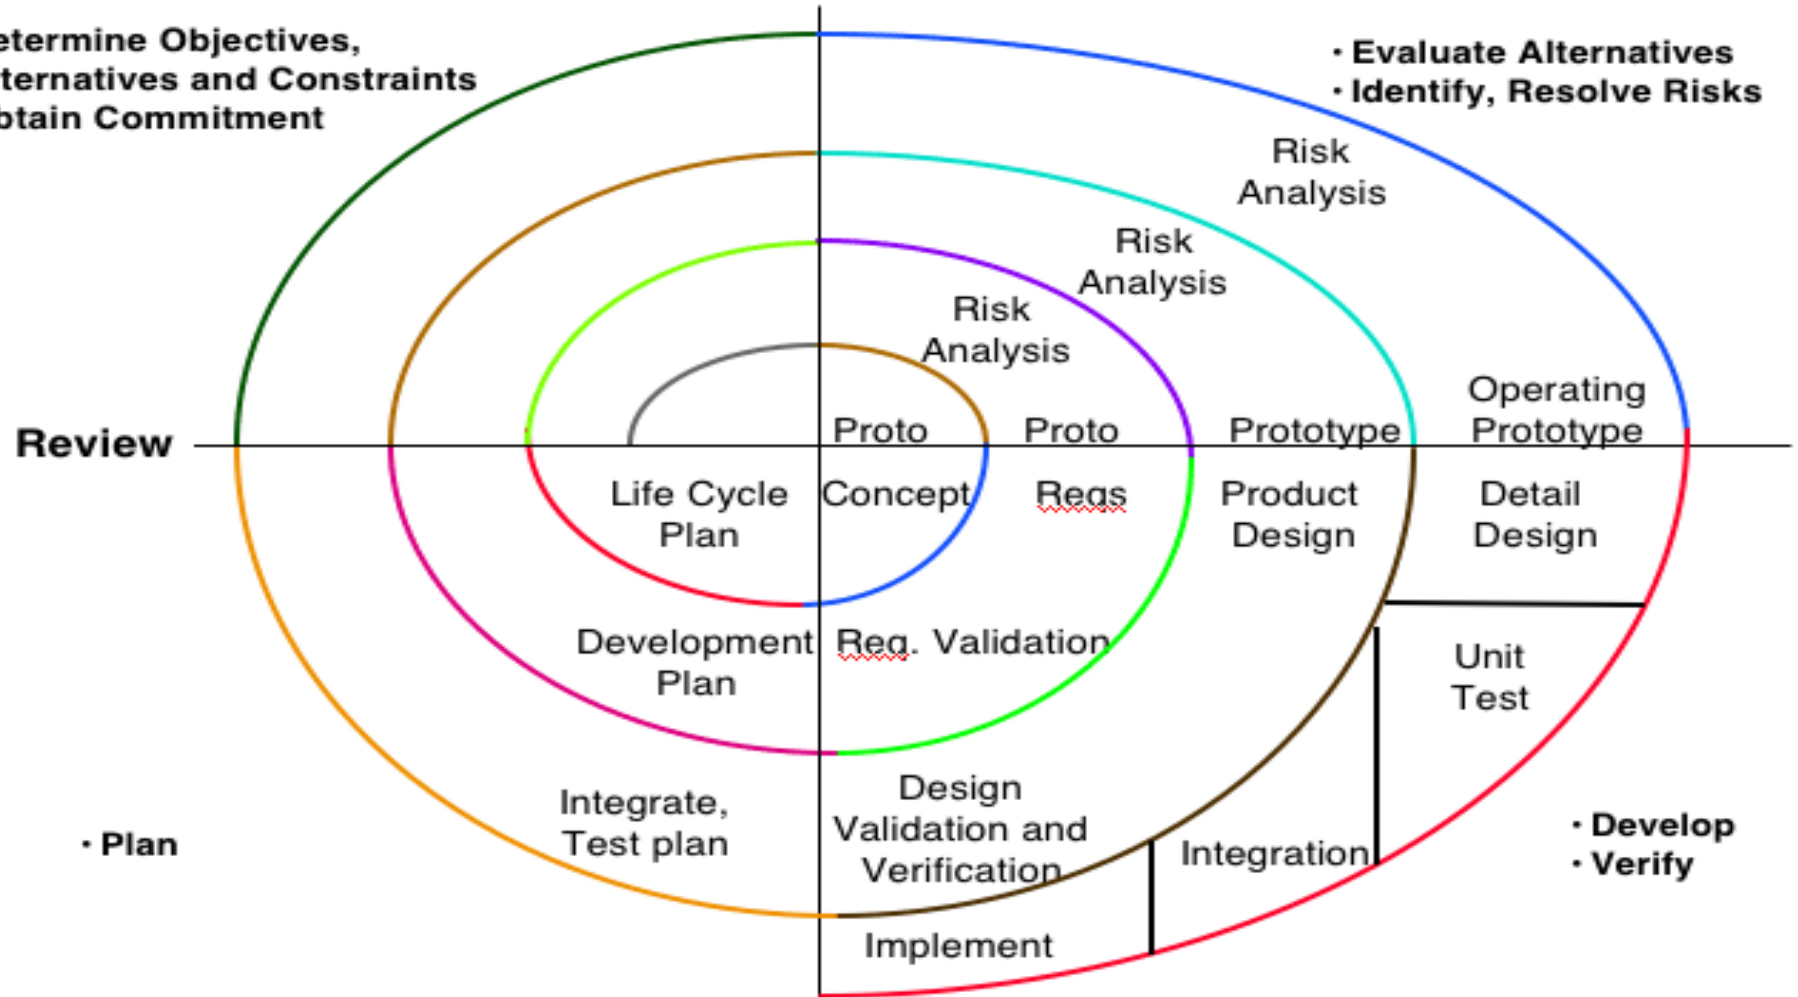 etermine Objectives,
ternatives and Constraints
btain Commitment
· Evaluate Alternatives
· Identify, Resolve Risks
Risk
Analysis
Risk
Analysis
Risk
Analysis
Operating
Prototype
Review
Proto
Proto
Prototype
Life Cycle
Plan
Concept
Reqs
Product
Design
Detail
Design
Development
Plan
Req. Validation
Unit
Test
Integrate,
Test plan
Design
Validation and
Verification
Integration
· Plan
· Develop
· Verify
Implement